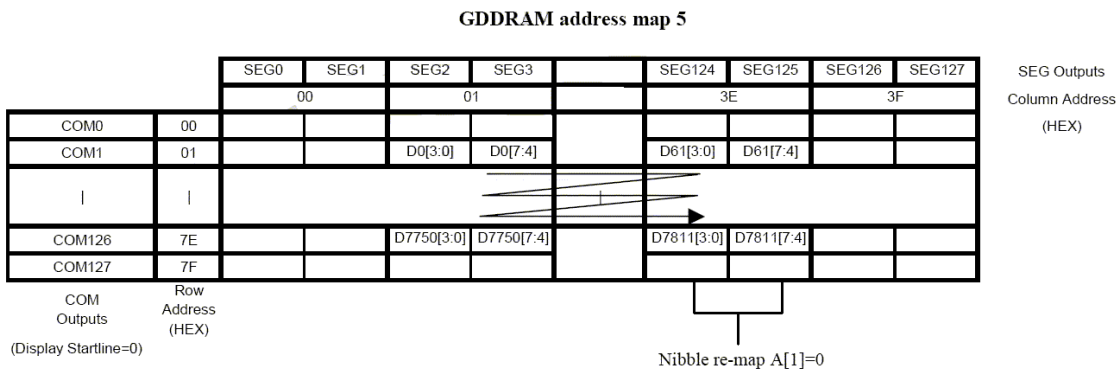 GDDRAM address map 5
SEG0 SEG1 SEG2 SEG3 SEG124 SEG125 SEG126 SEG127 SEG Outputs
00 01 3E 3F Column Address
(HEX)
COM0 00
COM1 01 D0[3:0] D0[7:4] D61[3:0] D61[7:4]
| | |
COM126 7E D7750[3:0] D7750[7:4] D7811[3:0] D7811[7:4]
COM127 7F
COM
Outputs
(Display Startline=0)
Row
Address
(HEX)
Nibble re-map A[1]=0